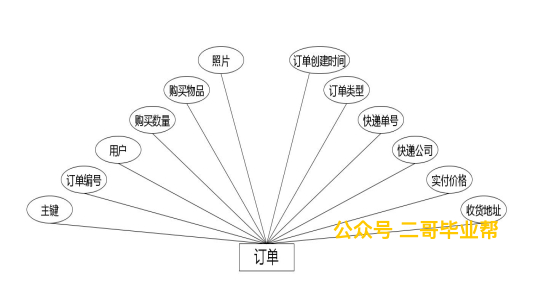 照片
订单创建时间
购买物品
订单类型
购买数量
快递单号
用户
快递公司
订单编号
实付价格
主键
收货地址
公众号 二哥毕业帮
订单